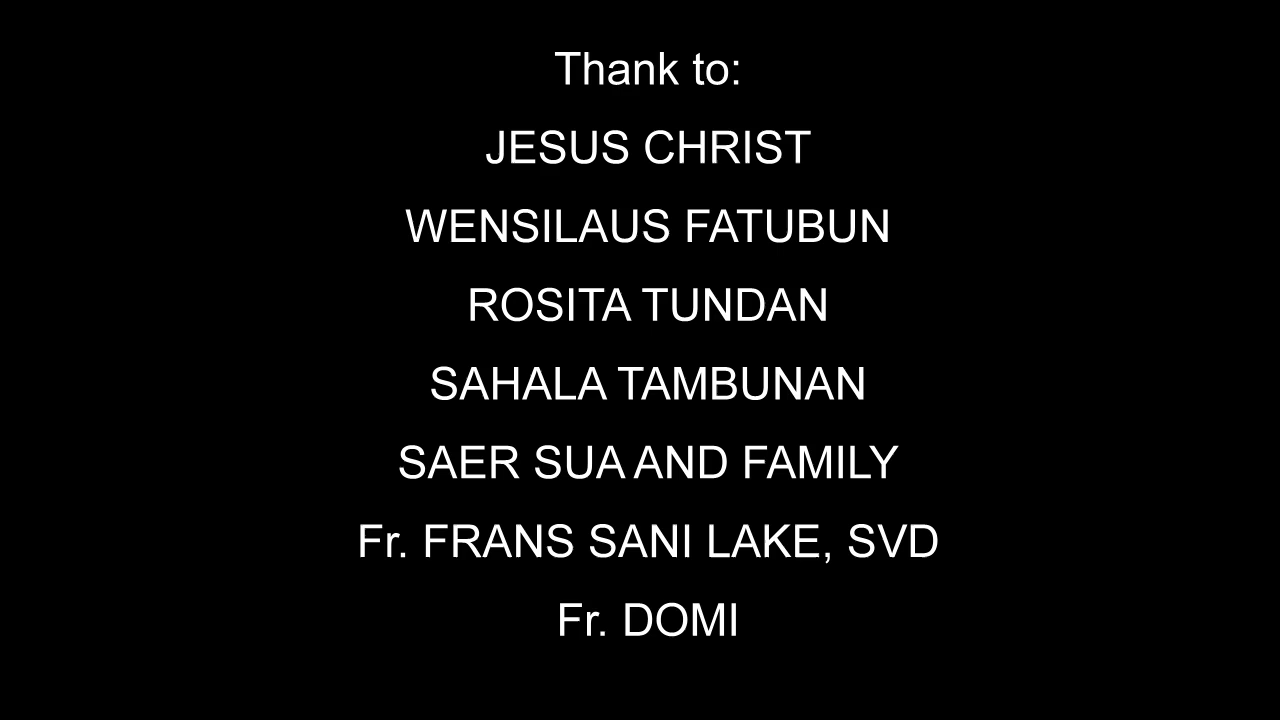 Thank to:
JESUS CHRIST
WENSILAUS FATUBUN
ROSITA TUNDAN
SAHALA TAMBUNAN
SAER SUA AND FAMILY
Fr. FRANS SANI LAKE, SVD
Fr. DOMI